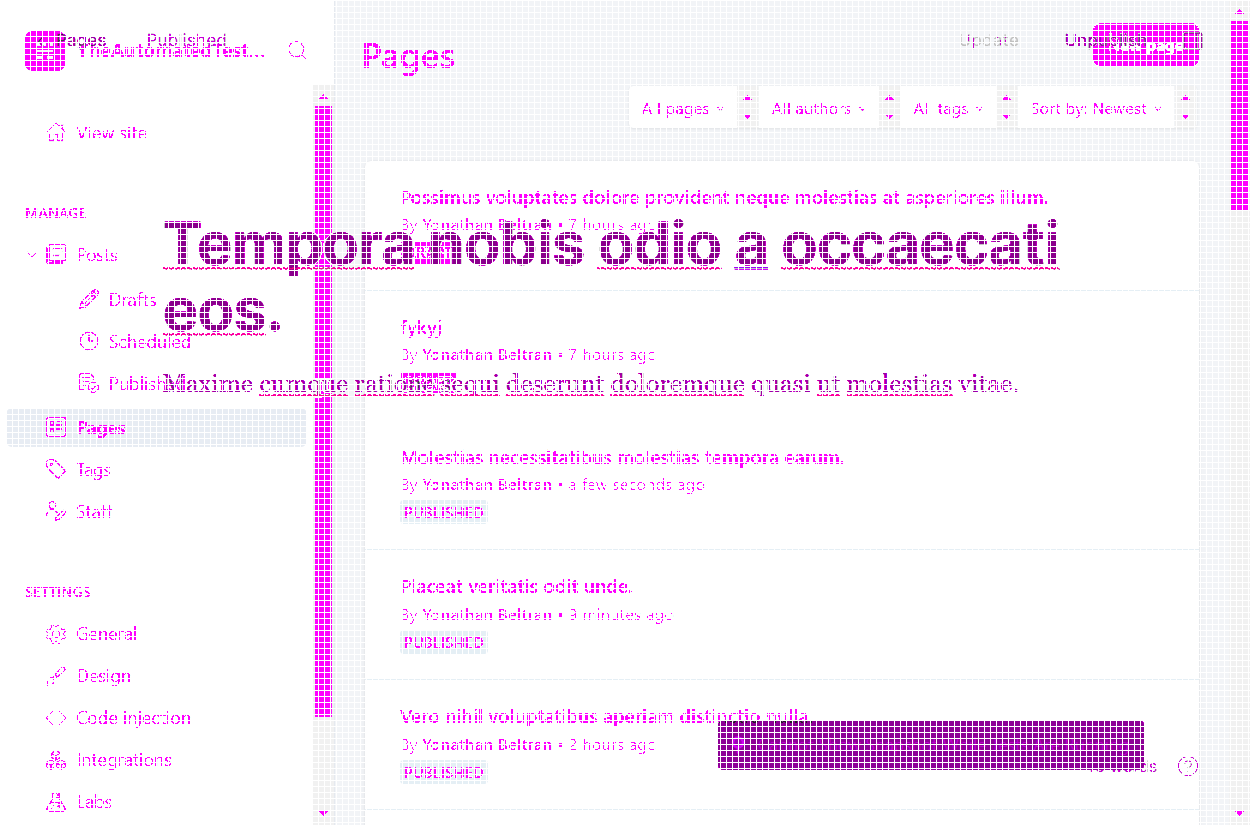 Pages Published
Update
TheAutomatedTest...
Pages
All pages
All authors
All tags
Sort by: Newest
View site
MANAGE
Posts
Drafts
Scheduled
Published
Pages
Tags
Staff
SETTINGS
General
Design
Code injection
Integrations
Labs
Possimus voluptates dolore provident neque molestias at asperiores illum.
By Yonathan Beltran • 7 hours ago
Tempora nobis odio a occaecati
eos.
fykyj
By Yonathan Beltran • 7 hours ago
Maxime cumque ratione sequi deserunt doloremque quasi ut molestias vitae.
Molestias necessitatibus molestias tempora earum.
By Yonathan Beltran • a few seconds ago
PUBLISHED
Placeat veritatis odit unde.
By Yonathan Beltran • 9 minutes ago
PUBLISHED
Vero nihil voluptatibus aperiam distinctio nulla
By Yonathan Beltran • 2 hours ago
PUBLISHED
words